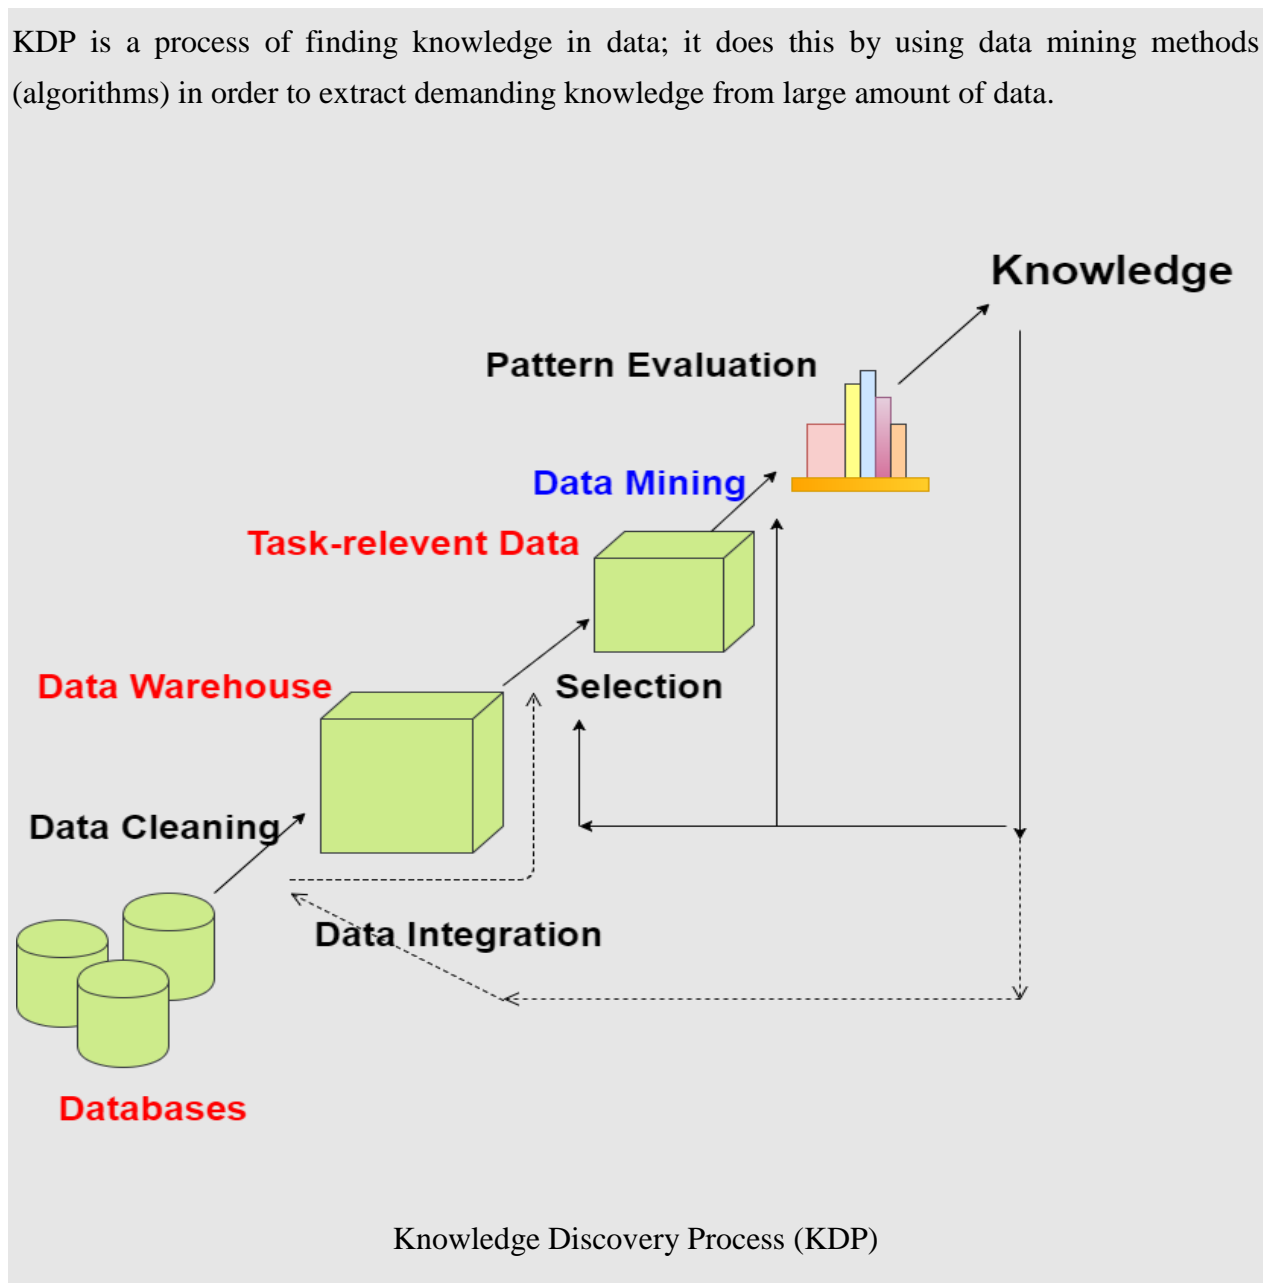 KDP is a process of finding knowledge in data; it does this by using data mining methods
(algorithms) in order to extract demanding knowledge from large amount of data.
Knowledge
Pattern Evaluation
Data Mining
Task-relevent Data
Data Warehouse
Selection
Data Cleaning
Data Integration
Databases
Knowledge Discovery Process (KDP)